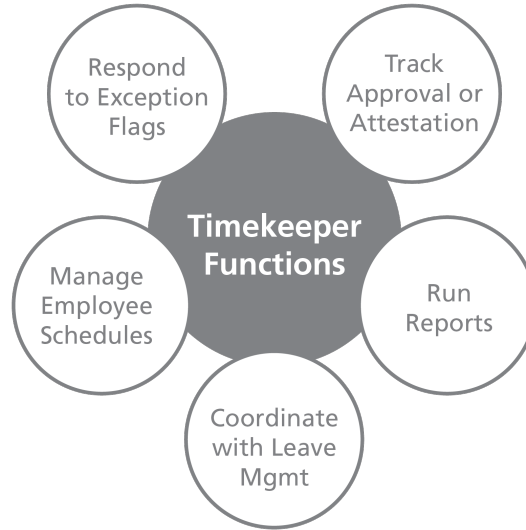 Respond
to Exception
Flags
Track
Approval or
Attestation
Timekeeper
Functions
Manage
Employee
Schedules
Run
Reports
Coordinate
with Leave
Mgmt